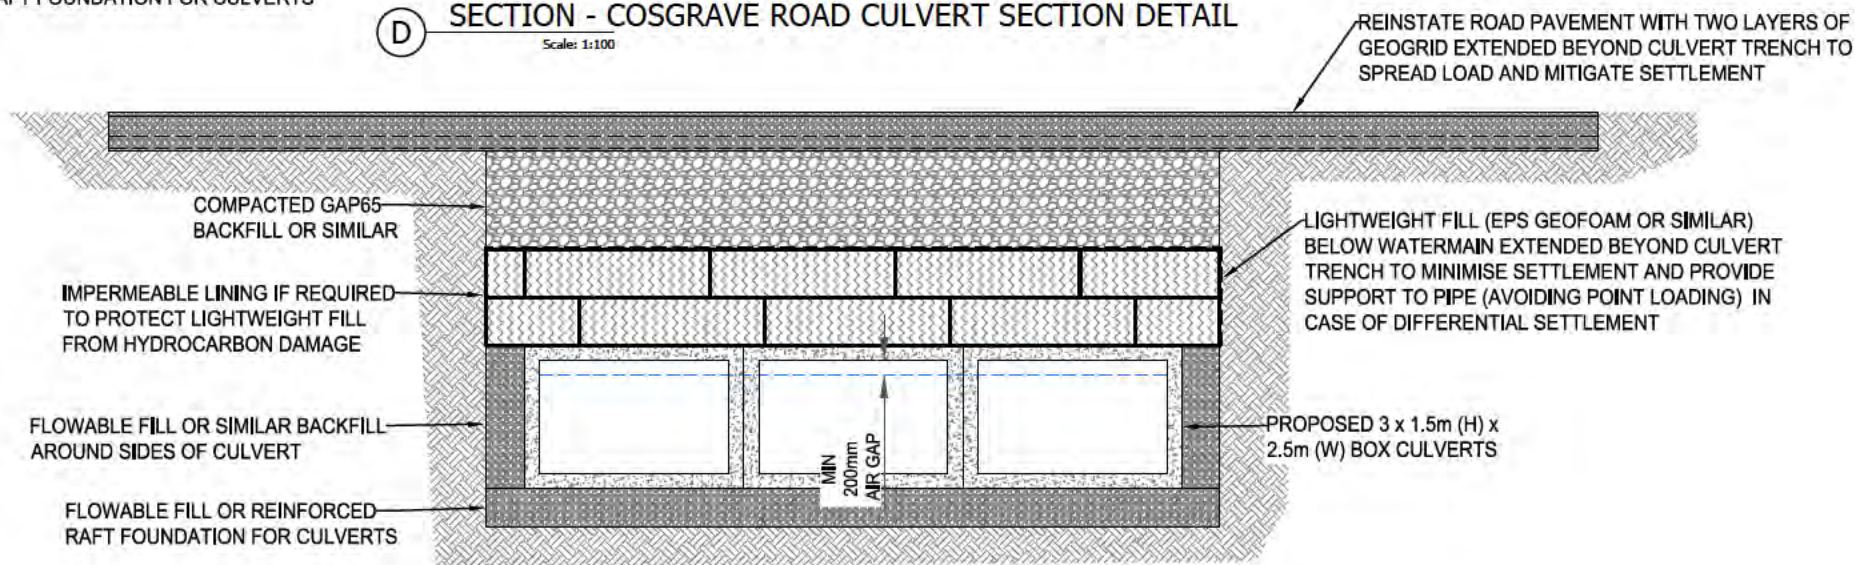 RAFT FOUNDATION FOR CULVERTS
D
SECTION - COSGRAVE ROAD CULVERT SECTION DETAIL
Scale: 1:100
REINSTATE ROAD PAVEMENT WITH TWO LAYERS OF
GEOGRID EXTENDED BEYOND CULVERT TRENCH TO
SPREAD LOAD AND MITIGATE SETTLEMENT
COMPACTED GAP65
BACKFILL OR SIMILAR
LIGHTWEIGHT FILL (EPS GEOFOAM OR SIMILAR)
BELOW WATERMAIN EXTENDED BEYOND CULVERT
TRENCH TO MINIMISE SETTLEMENT AND PROVIDE
SUPPORT TO PIPE (AVOIDING POINT LOADING) IN
CASE OF DIFFERENTIAL SETTLEMENT
IMPERMEABLE LINING IF REQUIRED
TO PROTECT LIGHTWEIGHT FILL
FROM HYDROCARBON DAMAGE
FLOWABLE FILL OR SIMILAR BACKFILL
AROUND SIDES OF CULVERT
MIN
200mm
AIR GAP
PROPOSED 3 x 1.5m (H) x
2.5m (W) BOX CULVERTS
FLOWABLE FILL OR REINFORCED
RAFT FOUNDATION FOR CULVERTS